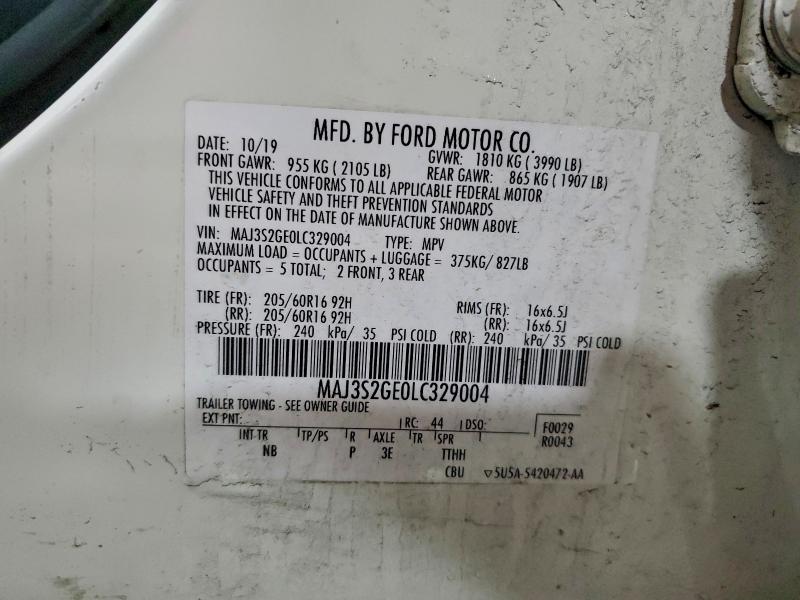 MFD. BY FORD MOTOR CO.
DATE: 10/19 GVWR: 1810 KG ( 3990 LB)
FRONT GAWR: 955 KG ( 2105 LB) REAR GAWR: 865 KG ( 1907 LB)
THIS VEHICLE CONFORMS TO ALL APPLICABLE FEDERAL MOTOR
VEHICLE SAFETY AND THEFT PREVENTION STANDARDS
IN EFFECT ON THE DATE OF MANUFACTURE SHOWN ABOVE.
VIN: MAJ3S2GE0LC329004 TYPE: MPV
MAXIMUM LOAD = OCCUPANTS + LUGGAGE = 375KG/ 827LB
OCCUPANTS = 5 TOTAL; 2 FRONT, 3 REAR
TIRE (FR): 205/60R16 92H RIMS (FR): 16x6.5J
(RR): 205/60R16 92H (RR): 16x6.5J
PRESSURE (FR): 240 kPa/ 35 PSI COLD (RR): 240 kPa/ 35 PSI COLD
MAJ3S2GE0LC329004
TRAILER TOWING - SEE OWNER GUIDE
EXT PNT: RC: 44 DSO: F0029
R0043
INT TR TP/PS R AXLE TR SPR
NB P 3E TTHH
CBU ▽5U5A-5420472-AA